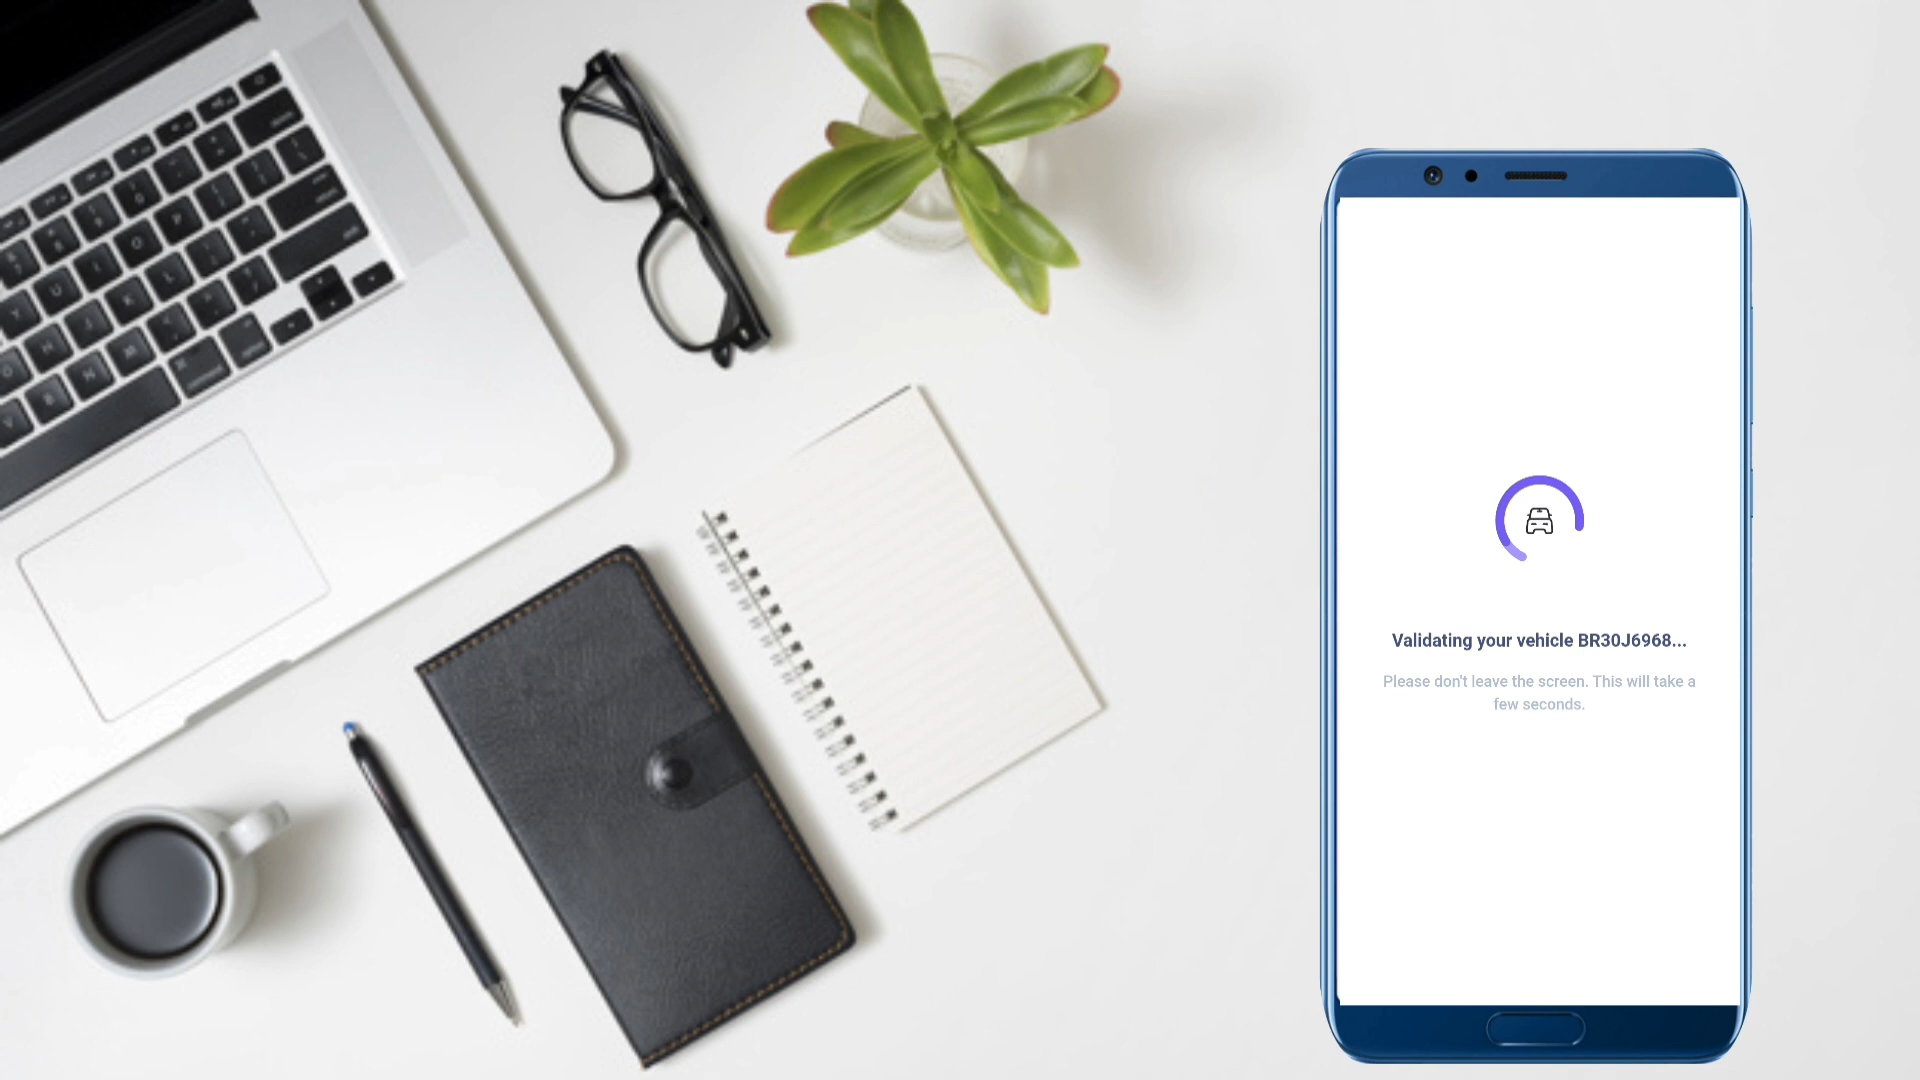 Validating your vehicle BR30J6968...
Please don't leave the screen. This will take a
few seconds.